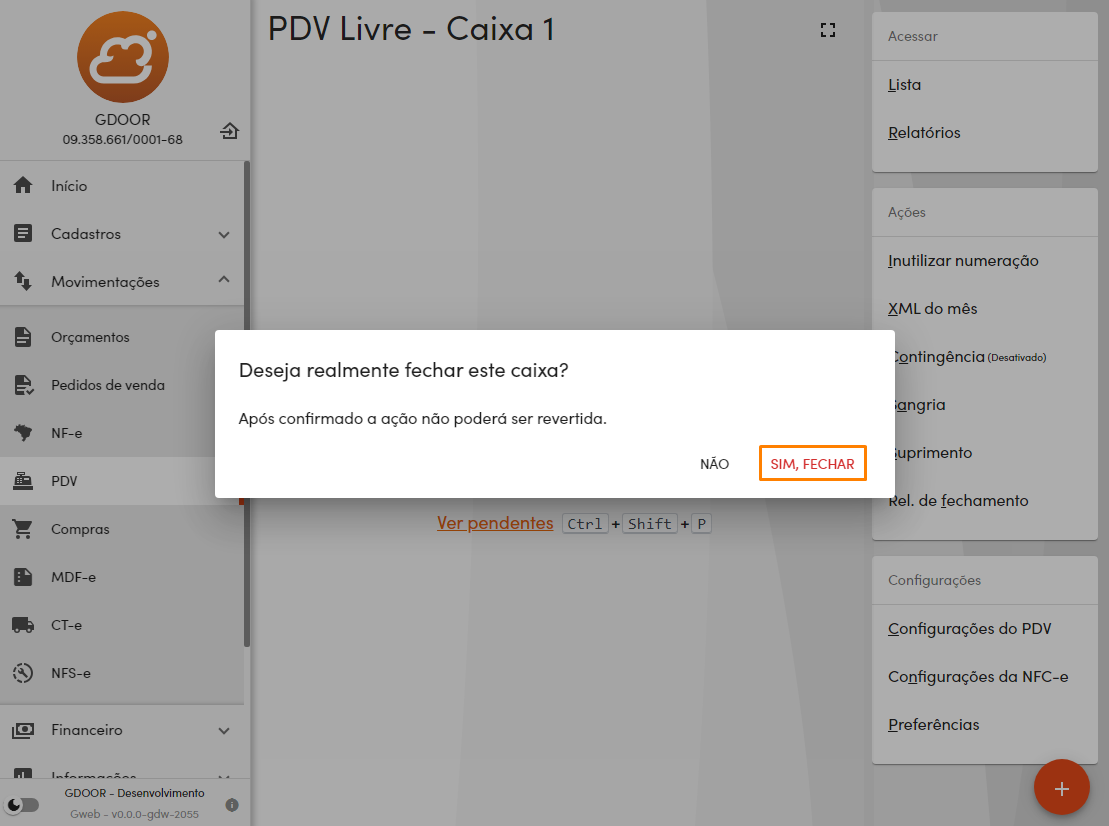 GDOOR
09.358.661/0001-68
Início
Cadastros
Movimentações
Orçamentos
Pedidos de venda
NF-e
PDV
Compras
MDF-e
CT-e
NFS-e
Financeiro
Informações
GDOOR - Desenvolvimento
Gweb - v0.0.0-gdw-2055
PDV Livre - Caixa 1
Deseja realmente fechar este caixa?
Após confirmado a ação não poderá ser revertida.
NÃO SIM, FECHAR
Ver pendentes Ctrl + Shift + P
Acessar
Lista
Relatórios
Ações
Inutilizar numeração
XML do mês
Contingência (Desativado)
Sangria
Suprimento
Rel. de fechamento
Configurações
Configurações do PDV
Configurações da NFC-e
Preferências